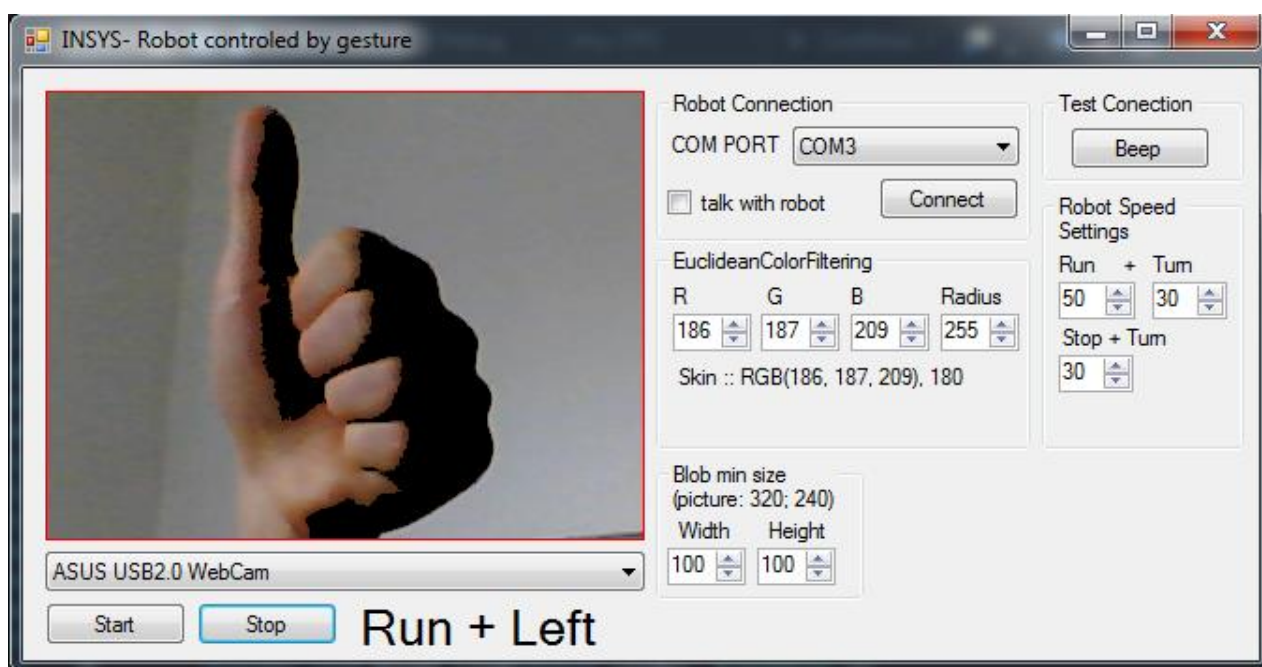 INSYS- Robot controled by gesture
Robot Connection
COM PORT COM3
talk with robot Connect
Test Conection
Beep
EuclideanColorFiltering
R G B Radius
186 187 209 255
Skin :: RGB(186, 187, 209), 180
Robot Speed
Settings
Run + Turn
50 30
Stop + Turn
30
Blob min size
(picture: 320; 240)
Width Height
100 100
ASUS USB2.0 WebCam
Start Stop Run + Left